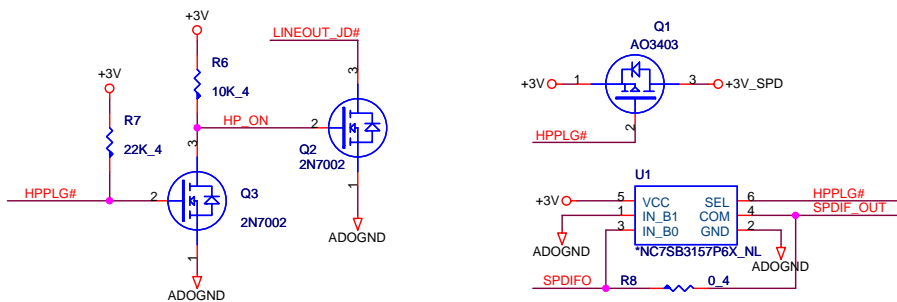 +3V
+3V
R6
10K_4
LINEOUT_JD#
3
R7
22K_4
HP_ON
2
Q2
2N7002
1
3
HPPLG#
2
Q3
2N7002
1
ADOGND
ADOGND
Q1
AO3403
+3V
1
3
+3V_SPD
2
HPPLG#
U1
+3V
5
VCC
SEL
6
HPPLG#
1
IN_B1
COM
4
SPDIF_OUT
3
IN_B0
GND
2
ADOGND
ADOGND
*NC7SB3157P6X_NL
SPDIFO
R8
0_4